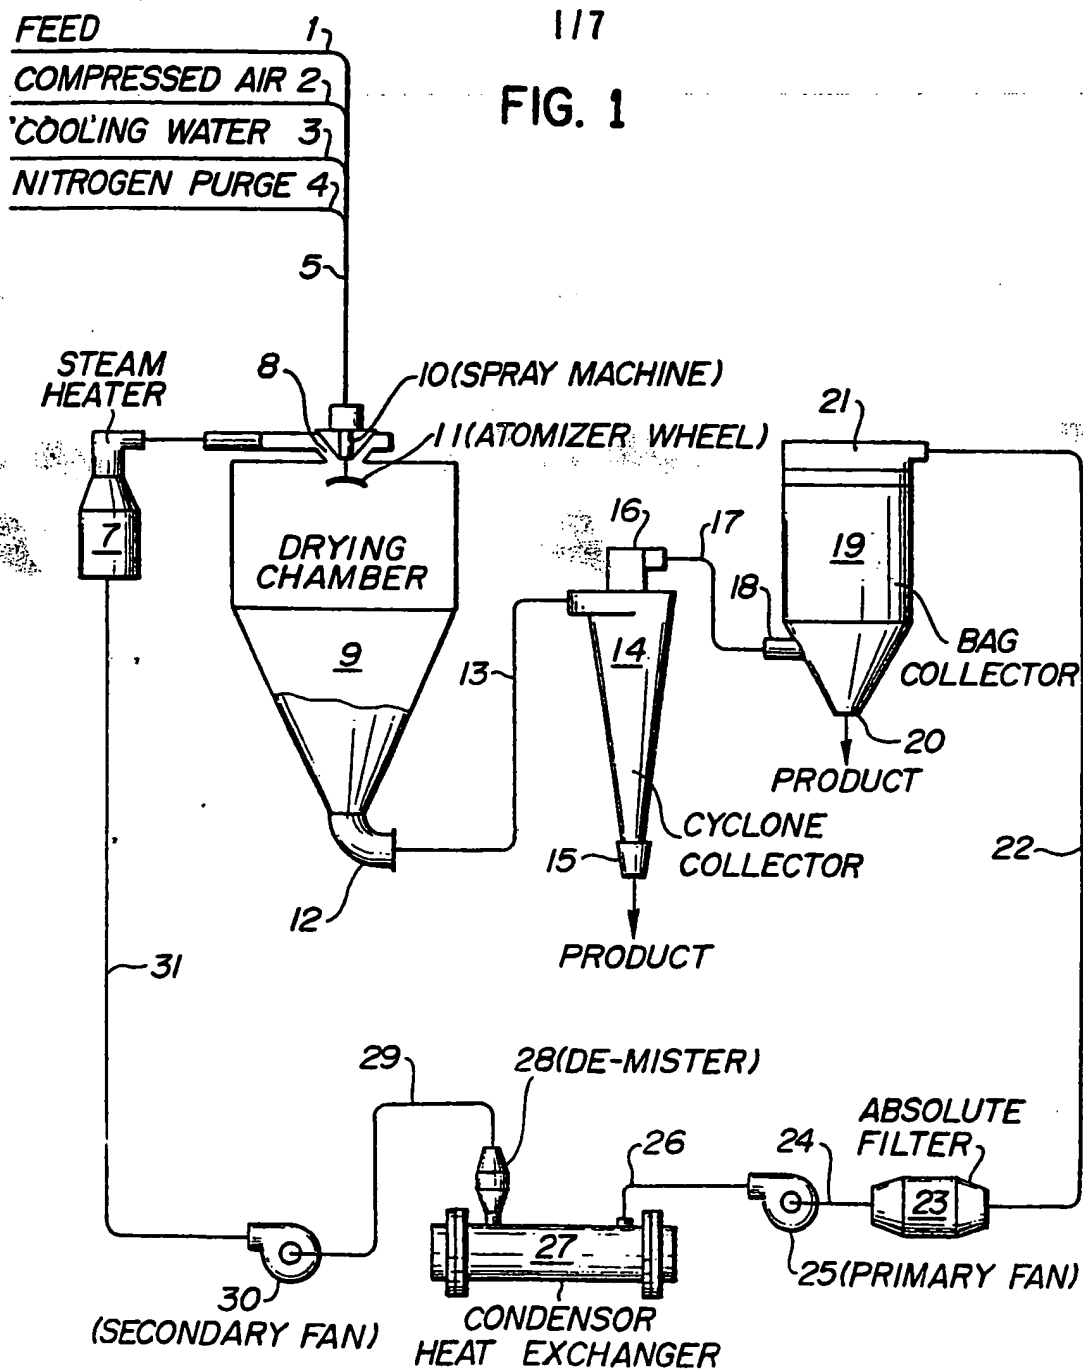 1/7
FIG. 1
FEED 1
COMPRESSED AIR 2
COOLING WATER 3
NITROGEN PURGE 4
5
STEAM
HEATER
8
10(SPRAY MACHINE)
11(ATOMIZER WHEEL)
7
DRYING
CHAMBER
9
12
13
16
17
14
15
CYCLONE
COLLECTOR
PRODUCT
21
19
18
BAG
COLLECTOR
20
PRODUCT
22
31
29
28(DE-MISTER)
26
24
ABSOLUTE
FILTER
23
25(PRIMARY FAN)
27
CONDENSOR
HEAT EXCHANGER
30
(SECONDARY FAN)